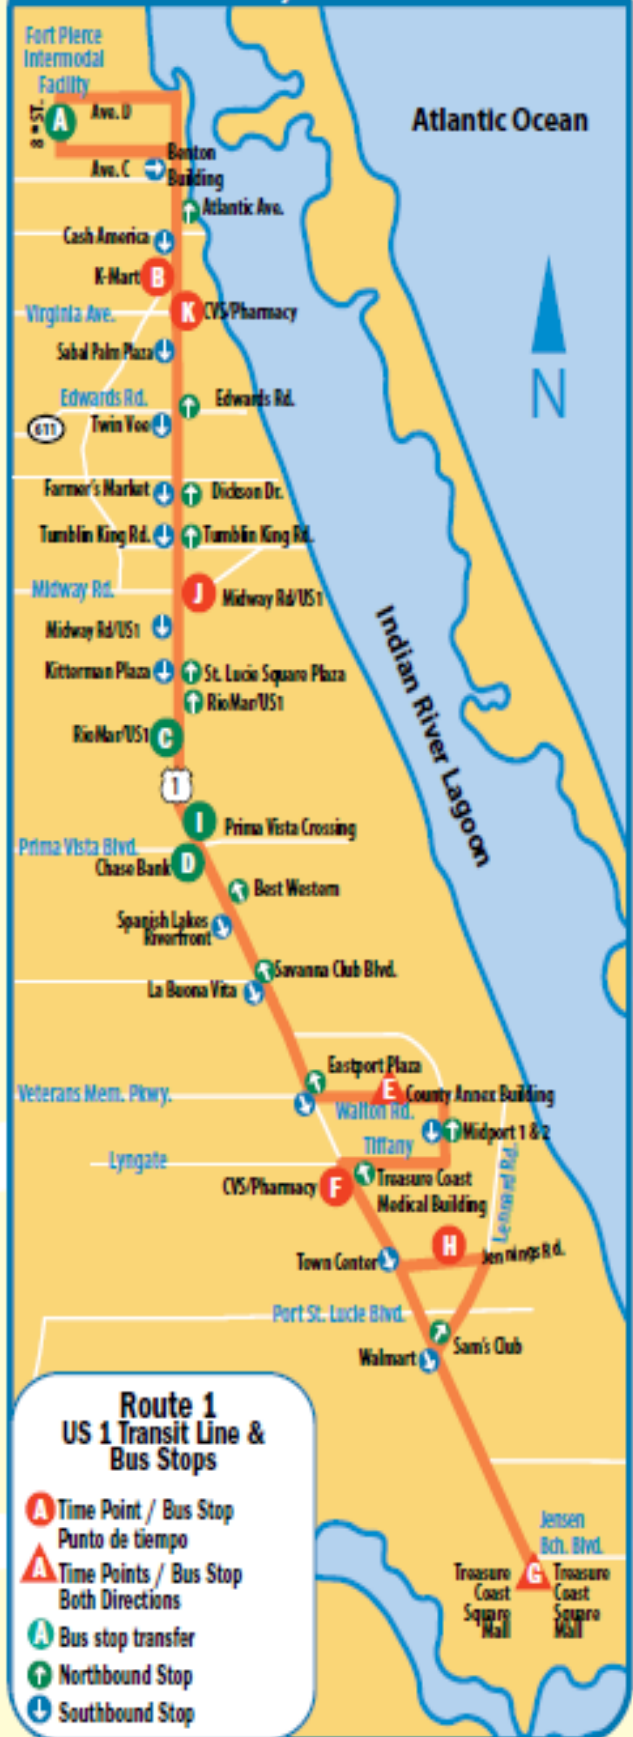 Fort Pierce
Intermodal
Facility
8TH ST.
A
Ave. D
Atlantic Ocean
Benton
Building
Ave. C
Atlantic Ave.
Cash America
K-Mart
B
K
CVS/Pharmacy
Virginia Ave.
Sabal Palm Plaza
N
Edwards Rd.
Edwards Rd.
611
Twin Vee
Farmer's Market
Dickson Dr.
Tumblin King Rd.
Tumblin King Rd.
Midway Rd.
J
Midway Rd/US1
Midway Rd/US1
Indian River Lagoon
Kitterman Plaza
St. Lucie Square Plaza
RioMar/US1
RioMar/US1
C
1
I
Prima Vista Crossing
Prima Vista Blvd.
Chase Bank
D
Best Western
Spanish Lakes
Riverfront
Savanna Club Blvd.
La Buona Vita
Eastport Plaza
Veterans Mem. Pkwy.
E
County Annex Building
Walton Rd.
Midport 1 & 2
Tiffany
Lyngate
CVS/Pharmacy
F
Treasure Coast
Medical Building
Lennard Rd.
H
Jennings Rd.
Town Center
Port St. Lucie Blvd.
Sam's Club
Walmart
Route 1
US 1 Transit Line &
Bus Stops
A Time Point / Bus Stop
Punto de tiempo
A Time Points / Bus Stop
Both Directions
A Bus stop transfer
Northbound Stop
Southbound Stop
Jensen
Bch. Blvd.
G
Treasure
Coast
Square
Mall
Treasure
Coast
Square
Mall